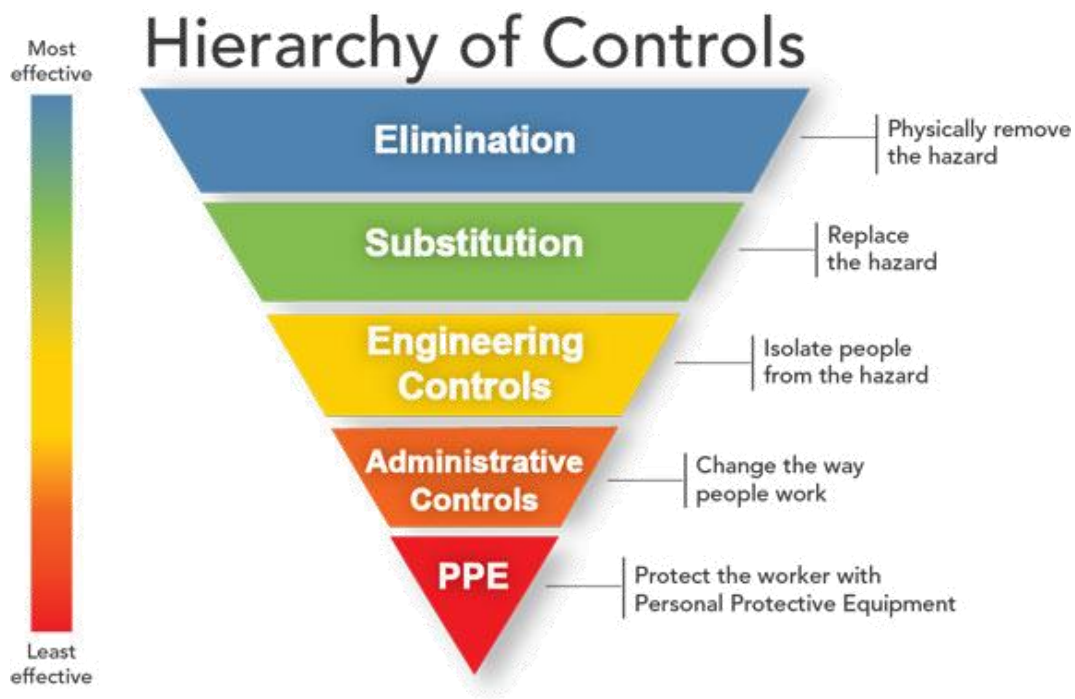 Hierarchy of Controls
Most
effective
Elimination
Physically remove
the hazard
Substitution
Replace
the hazard
Engineering
Controls
Isolate people
from the hazard
Administrative
Controls
Change the way
people work
PPE
Protect the worker with
Personal Protective Equipment
Least
effective